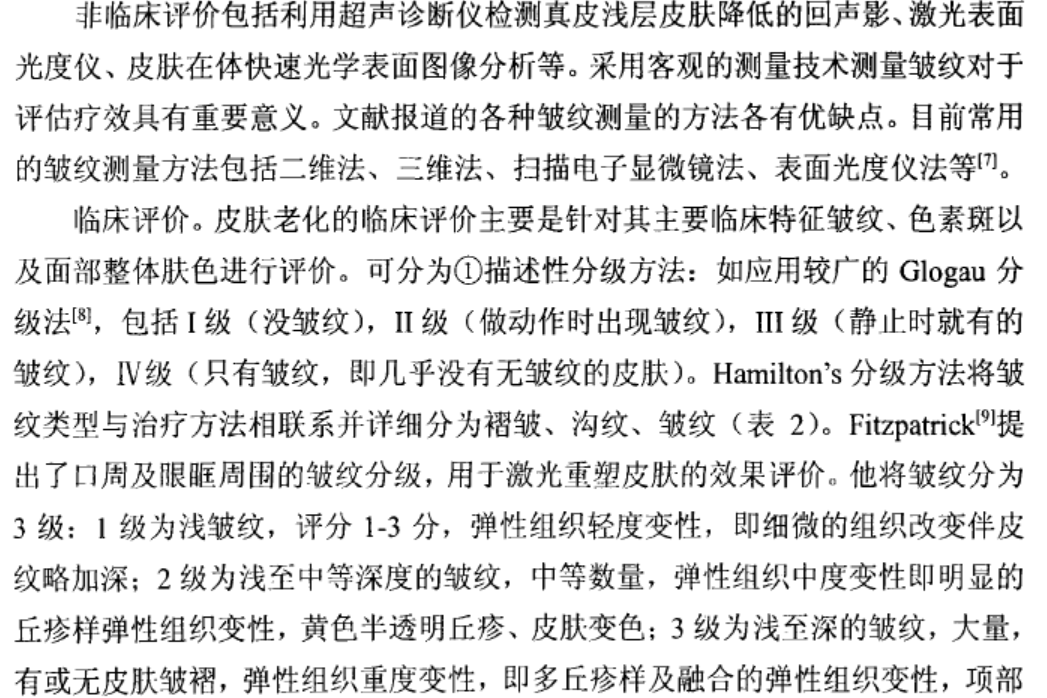 非临床评价包括利用超声诊断仪检测真皮浅层皮肤降低的回声影、激光表面
光度仪、皮肤在体快速光学表面图像分析等。采用客观的测量技术测量皱纹对于
评估疗效具有重要意义。文献报道的各种皱纹测量的方法各有优缺点。目前常用
的皱纹测量方法包括二维法、三维法、扫描电子显微镜法、表面光度仪法等[7]。
临床评价。皮肤老化的临床评价主要是针对其主要临床特征皱纹、色素斑以
及面部整体肤色进行评价。可分为①描述性分级方法：如应用较广的 Glogau 分
级法[8]，包括 I 级（没皱纹），II 级（做动作时出现皱纹），III 级（静止时就有的
皱纹），Ⅳ级（只有皱纹，即几乎没有无皱纹的皮肤）。Hamilton's 分级方法将皱
纹类型与治疗方法相联系并详细分为褶皱、沟纹、皱纹（表 2）。Fitzpatrick[9]提
出了口周及眼眶周围的皱纹分级，用于激光重塑皮肤的效果评价。他将皱纹分为
3 级：1 级为浅皱纹，评分 1-3 分，弹性组织轻度变性，即细微的组织改变伴皮
纹略加深；2 级为浅至中等深度的皱纹，中等数量，弹性组织中度变性即明显的
丘疹样弹性组织变性，黄色半透明丘疹、皮肤变色；3 级为浅至深的皱纹，大量，
有或无皮肤皱褶，弹性组织重度变性，即多丘疹样及融合的弹性组织变性，项部